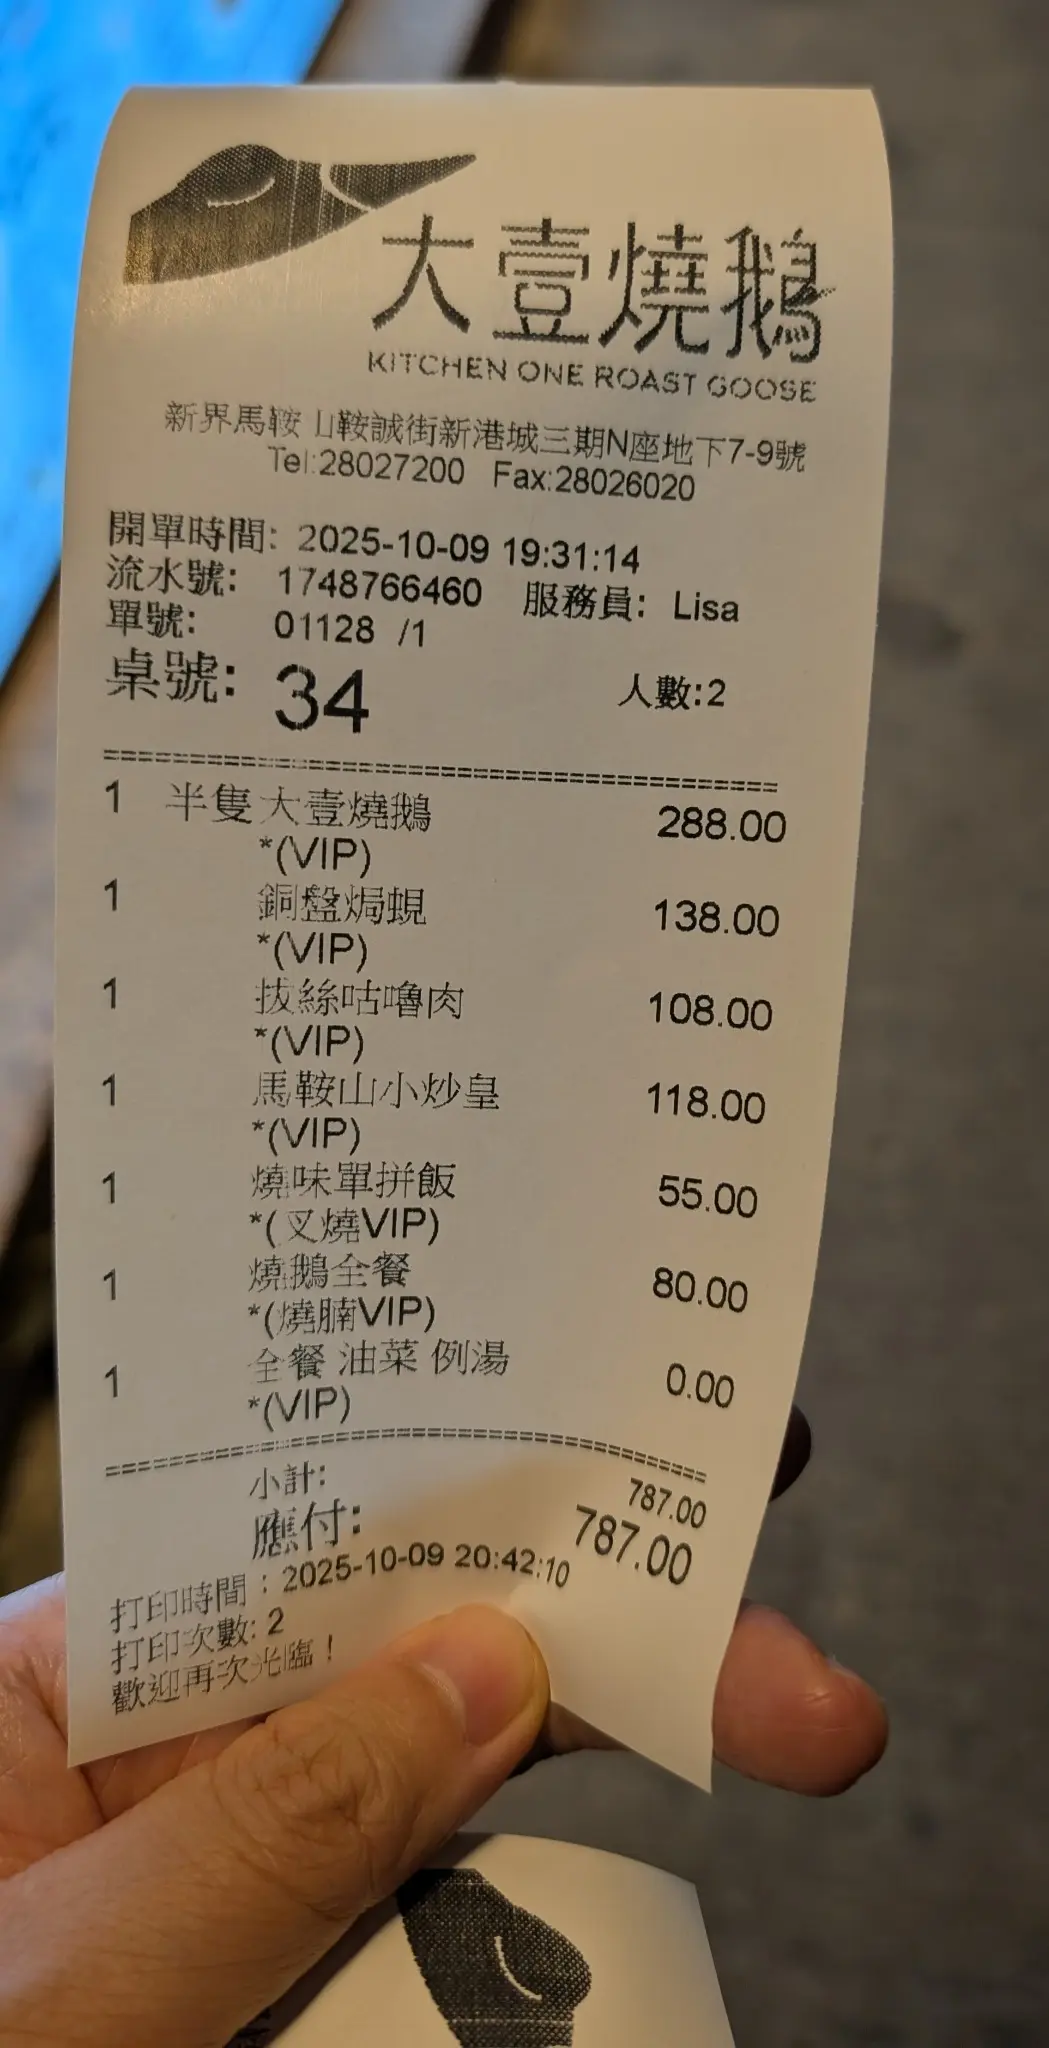 大壹燒鵝
KITCHEN ONE ROAST GOOSE
新界馬鞍山鞍誠街新港城三期N座地下7-9號
Tel:28027200 Fax:28026020
開單時間: 2025-10-09 19:31:14
流水號: 1748766460 服務員: Lisa
單號: 01128 /1
桌號: 34 人數:2
1 半隻大壹燒鵝 288.00
*(VIP)
1 銅盤焗蜆 138.00
*(VIP)
1 拔絲咕嚕肉 108.00
*(VIP)
1 馬鞍山小炒皇 118.00
*(VIP)
1 燒味單拼飯 55.00
*(叉燒VIP)
1 燒鵝全餐 80.00
*(燒腩VIP)
1 全餐 油菜 例湯 0.00
*(VIP)
小計: 787.00
應付: 787.00
打印時間 : 2025-10-09 20:42:10
打印次數: 2
歡迎再次光臨！